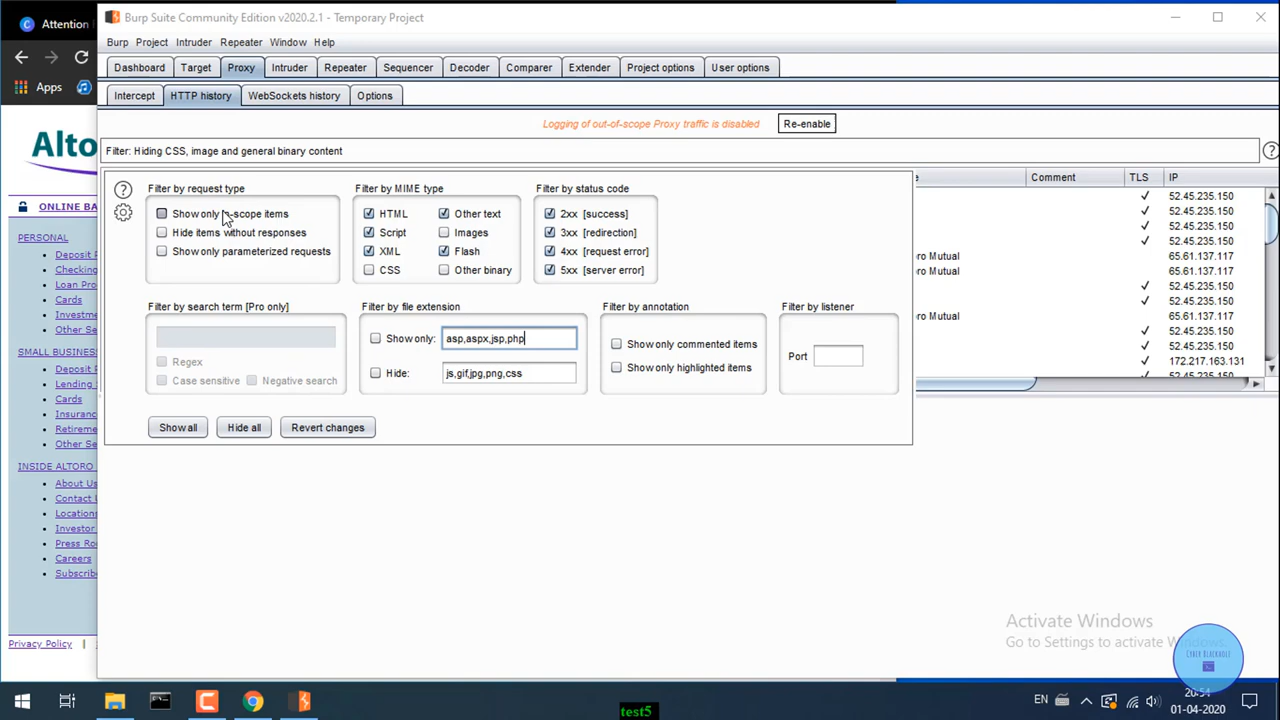 Attention
Burp Suite Community Edition v2020.2.1 - Temporary Project
Burp Project Intruder Repeater Window Help
Dashboard Target Proxy Intruder Repeater Sequencer Decoder Comparer Extender Project options User options
Apps
Intercept HTTP history WebSockets history Options
Logging of out-of-scope Proxy traffic is disabled Re-enable
Filter: Hiding CSS, image and general binary content ?
Comment TLS IP
Filter by request type Filter by MIME type Filter by status code
Show only in-scope items HTML Other text 2xx [success]
Hide items without responses Script Images 3xx [redirection]
Show only parameterized requests XML Flash 4xx [request error]
CSS Other binary 5xx [server error]
Filter by search term [Pro only] Filter by file extension Filter by annotation Filter by listener
Show only: asp,aspx,jsp,php Show only commented items
Port
Regex
Hide: js,gif,jpg,png,css Show only highlighted items
Case sensitive Negative search
Show all Hide all Revert changes
52.45.235.150
52.45.235.150
52.45.235.150
52.45.235.150
ro Mutual 65.61.137.117
ro Mutual 65.61.137.117
52.45.235.150
52.45.235.150
ro Mutual 65.61.137.117
52.45.235.150
52.45.235.150
172.217.163.131
52.45.235.150
Alto
ONLINE BA
PERSONAL
Deposit P
Checking
Loan Pro
Cards
Investme
Other Se
SMALL BUSINES
Deposit P
Lending
Cards
Insuranc
Retireme
Other Se
INSIDE ALTORO
About Us
Contact U
Locations
Investor
Press Ro
Careers
Subscribe
Privacy Policy |
Activate Windows
Go to Settings to activate Windows.
CYBER BLACKHOLE
test5
EN
20:54
01-04-2020